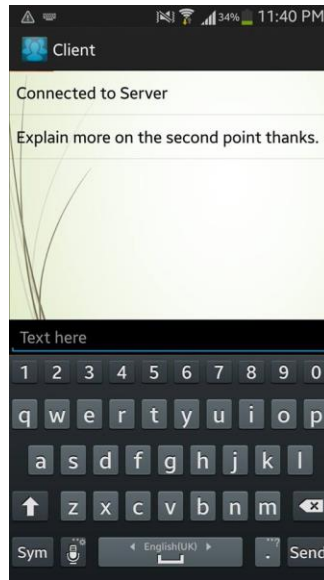 34% 11:40 PM
Client
Connected to Server
Explain more on the second point thanks.
Text here
1 2 3 4 5 6 7 8 9 0
q w e r t y u i o p
a s d f g h j k l
z x c v b n m
Sym English(UK) . Send